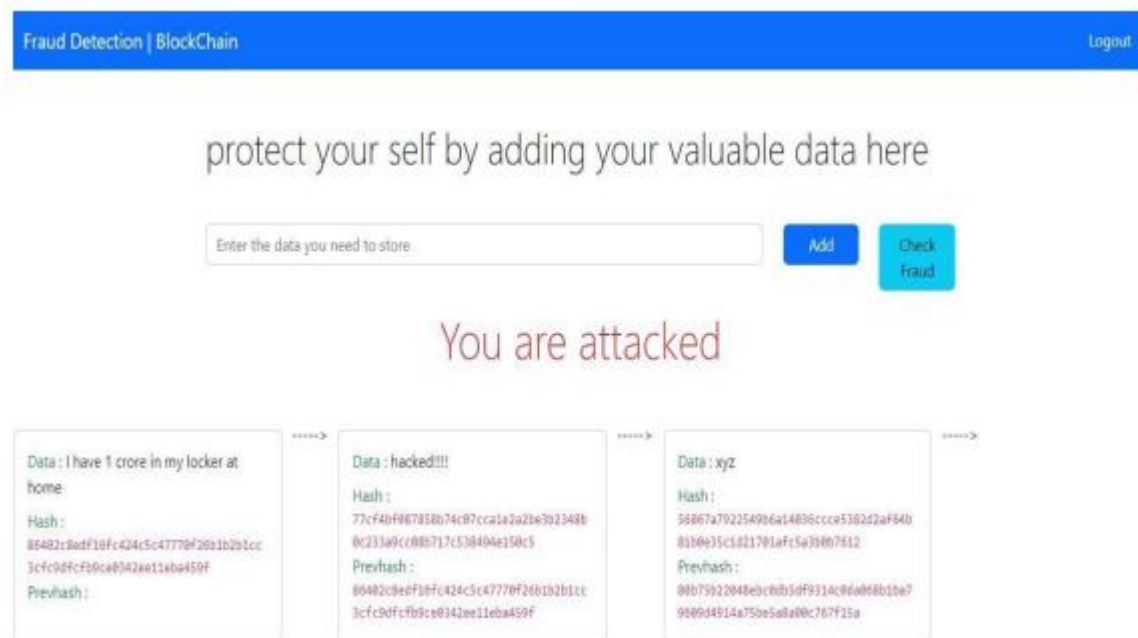 Fraud Detection | BlockChain
Logout
protect your self by adding your valuable data here
Enter the data you need to store
Add
Check
Fraud
You are attacked
----->
----->
----->
Data : I have 1 crore in my locker at
home
Hash :
Prevhash :
Data : hacked!!!!
Hash :
Prevhash :
Data : xyz
Hash :
Prevhash :